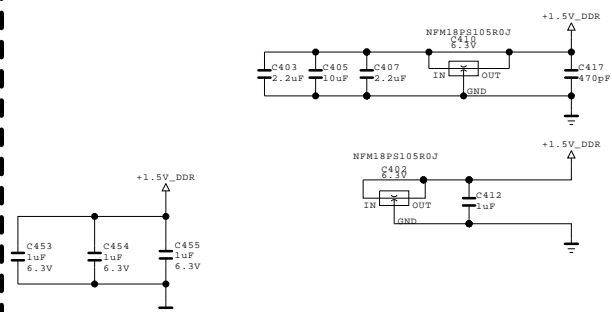 +1.5V_DDR
NFM18PS105R0J
C410
6.3V
C403
2.2uF
C405
10uF
C407
2.2uF
IN
OUT
GND
C417
470pF
+1.5V_DDR
NFM18PS105R0J
C402
6.3V
IN
OUT
GND
C412
1uF
+1.5V_DDR
C453
1uF
6.3V
C454
1uF
6.3V
C455
1uF
6.3V